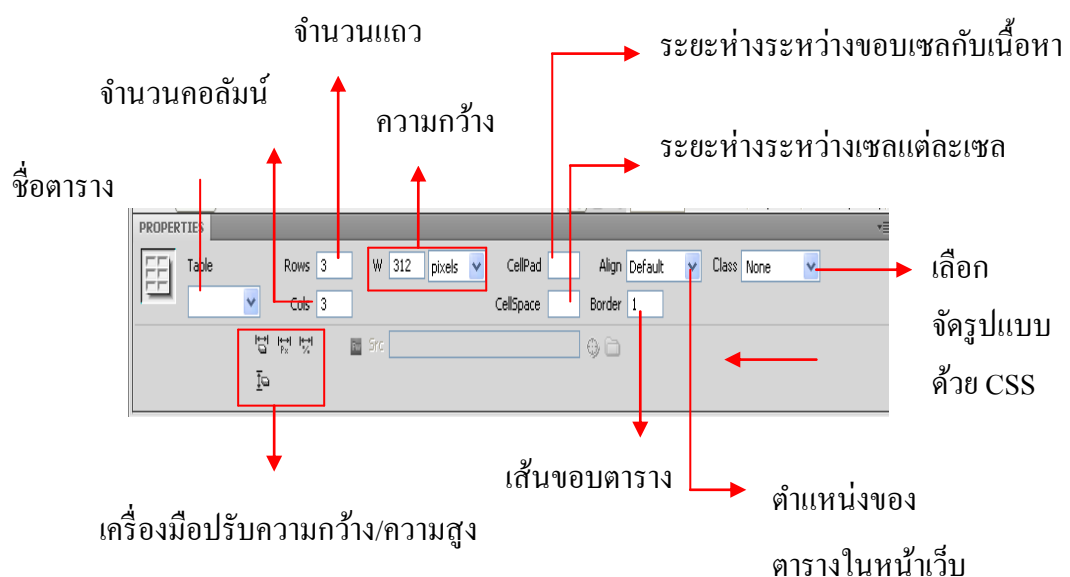 จำนวนแถว
ระยะห่างระหว่างขอบเซลกับเนื้อหา
จำนวนคอลัมน์
ความกว้าง
ระยะห่างระหว่างเซลแต่ละเซล
ชื่อตาราง
PROPERTIES
Table Rows 3 W 312 pixels CellPad Align Default Class None
Cols 3 CellSpace Border 1
Src
เลือก
จัดรูปแบบ
ด้วย CSS
เส้นขอบตาราง
ตำแหน่งของ
ตารางในหน้าเว็บ
เครื่องมือปรับความกว้าง/ความสูง